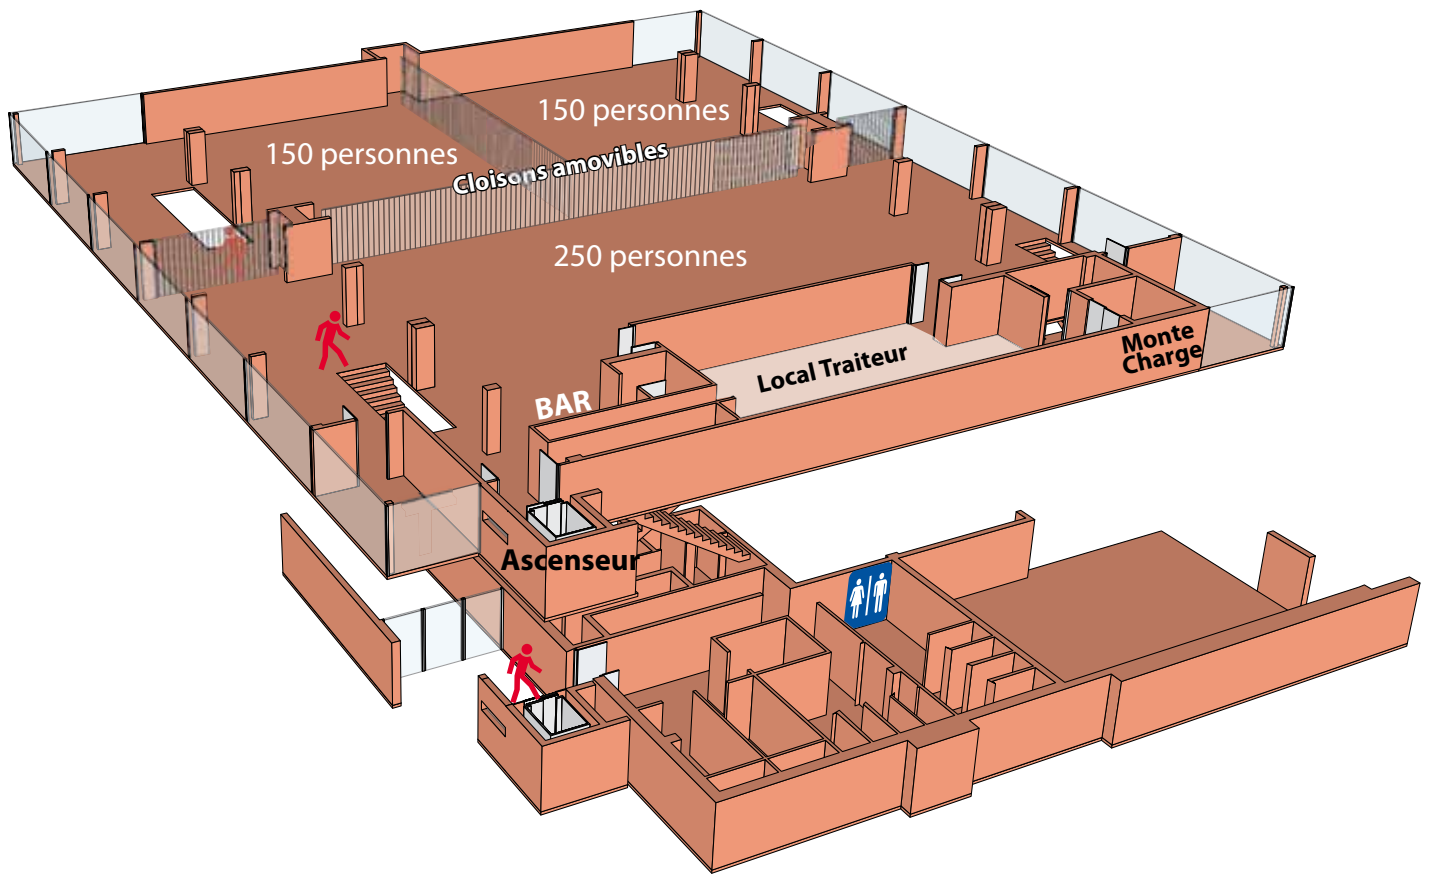 150 personnes
150 personnes
Cloisons amovibles
250 personnes
Monte
Charge
Local Traiteur
BAR
Ascenseur